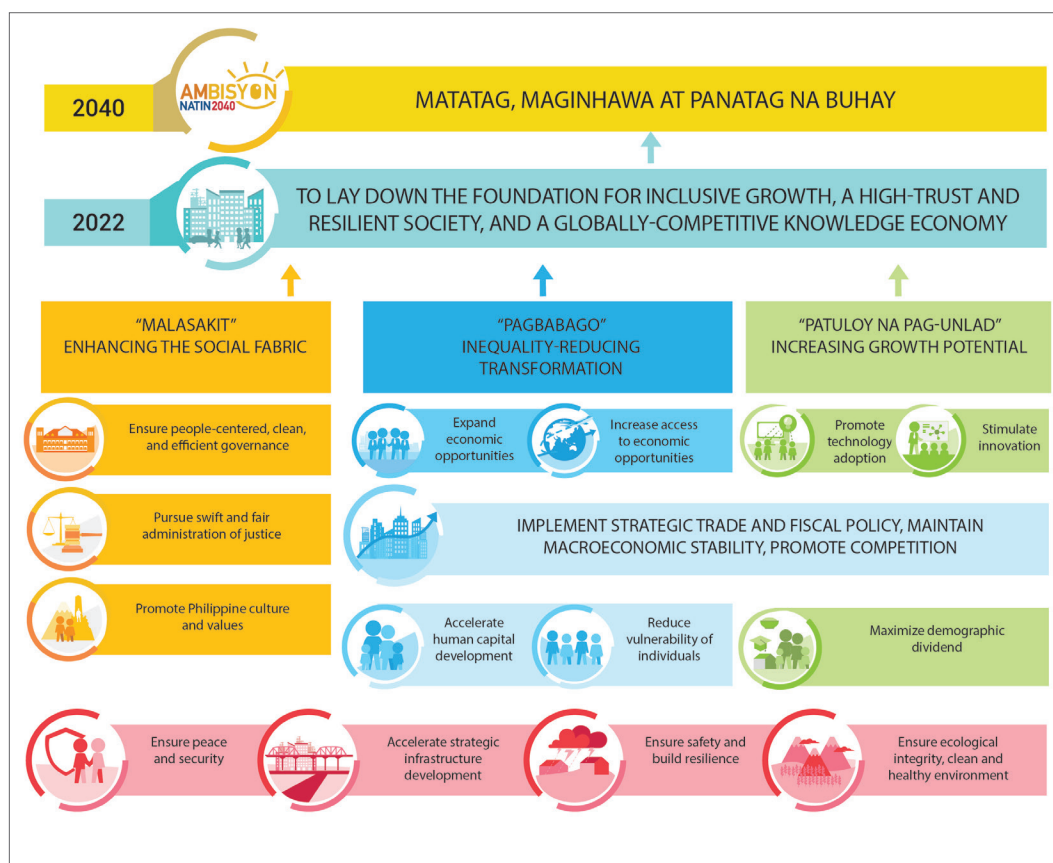 2040
AMBISYON
NATIN2040
MATATAG, MAGINHAWA AT PANATAG NA BUHAY
2022
TO LAY DOWN THE FOUNDATION FOR INCLUSIVE GROWTH, A HIGH-TRUST AND
RESILIENT SOCIETY, AND A GLOBALLY-COMPETITIVE KNOWLEDGE ECONOMY
“MALASAKIT”
ENHANCING THE SOCIAL FABRIC
“PAGBABAGO”
INEQUALITY-REDUCING
TRANSFORMATION
“PATULOY NA PAG-UNLAD”
INCREASING GROWTH POTENTIAL
Ensure people-centered, clean,
and efficient governance
Expand
economic
opportunities
Increase access
to economic
opportunities
Promote
technology
adoption
Stimulate
innovation
Pursue swift and fair
administration of justice
IMPLEMENT STRATEGIC TRADE AND FISCAL POLICY, MAINTAIN
MACROECONOMIC STABILITY, PROMOTE COMPETITION
Promote Philippine culture
and values
Accelerate
human capital
development
Reduce
vulnerability of
individuals
Maximize demographic
dividend
Ensure peace
and security
Accelerate strategic
infrastructure
development
Ensure safety and
build resilience
Ensure ecological
integrity, clean and
healthy environment